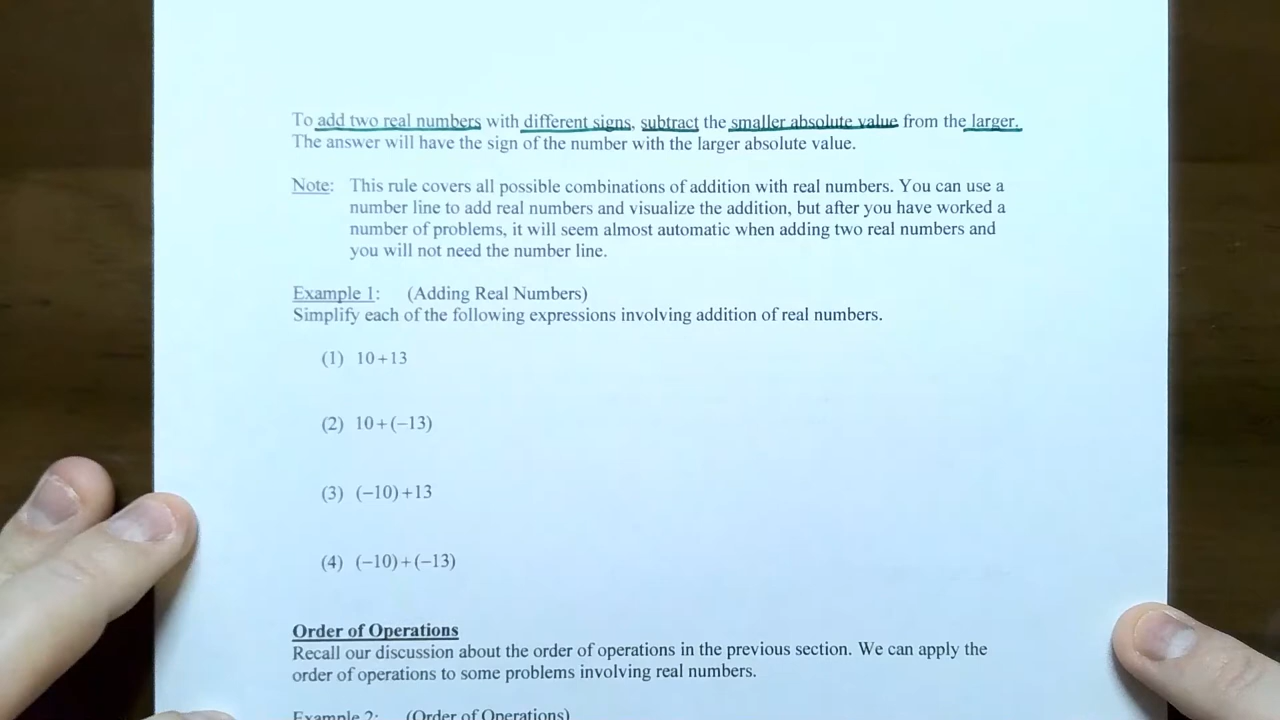 To add two real numbers with different signs, subtract the smaller absolute value from the larger.
The answer will have the sign of the number with the larger absolute value.
Note: This rule covers all possible combinations of addition with real numbers. You can use a
number line to add real numbers and visualize the addition, but after you have worked a
number of problems, it will seem almost automatic when adding two real numbers and
you will not need the number line.
Example 1: (Adding Real Numbers)
Simplify each of the following expressions involving addition of real numbers.
(1) 10+13
(2) 10+(−13)
(3) (−10)+13
(4) (−10)+(−13)
Order of Operations
Recall our discussion about the order of operations in the previous section. We can apply the
order of operations to some problems involving real numbers.
Example 2: (Order of Operations)